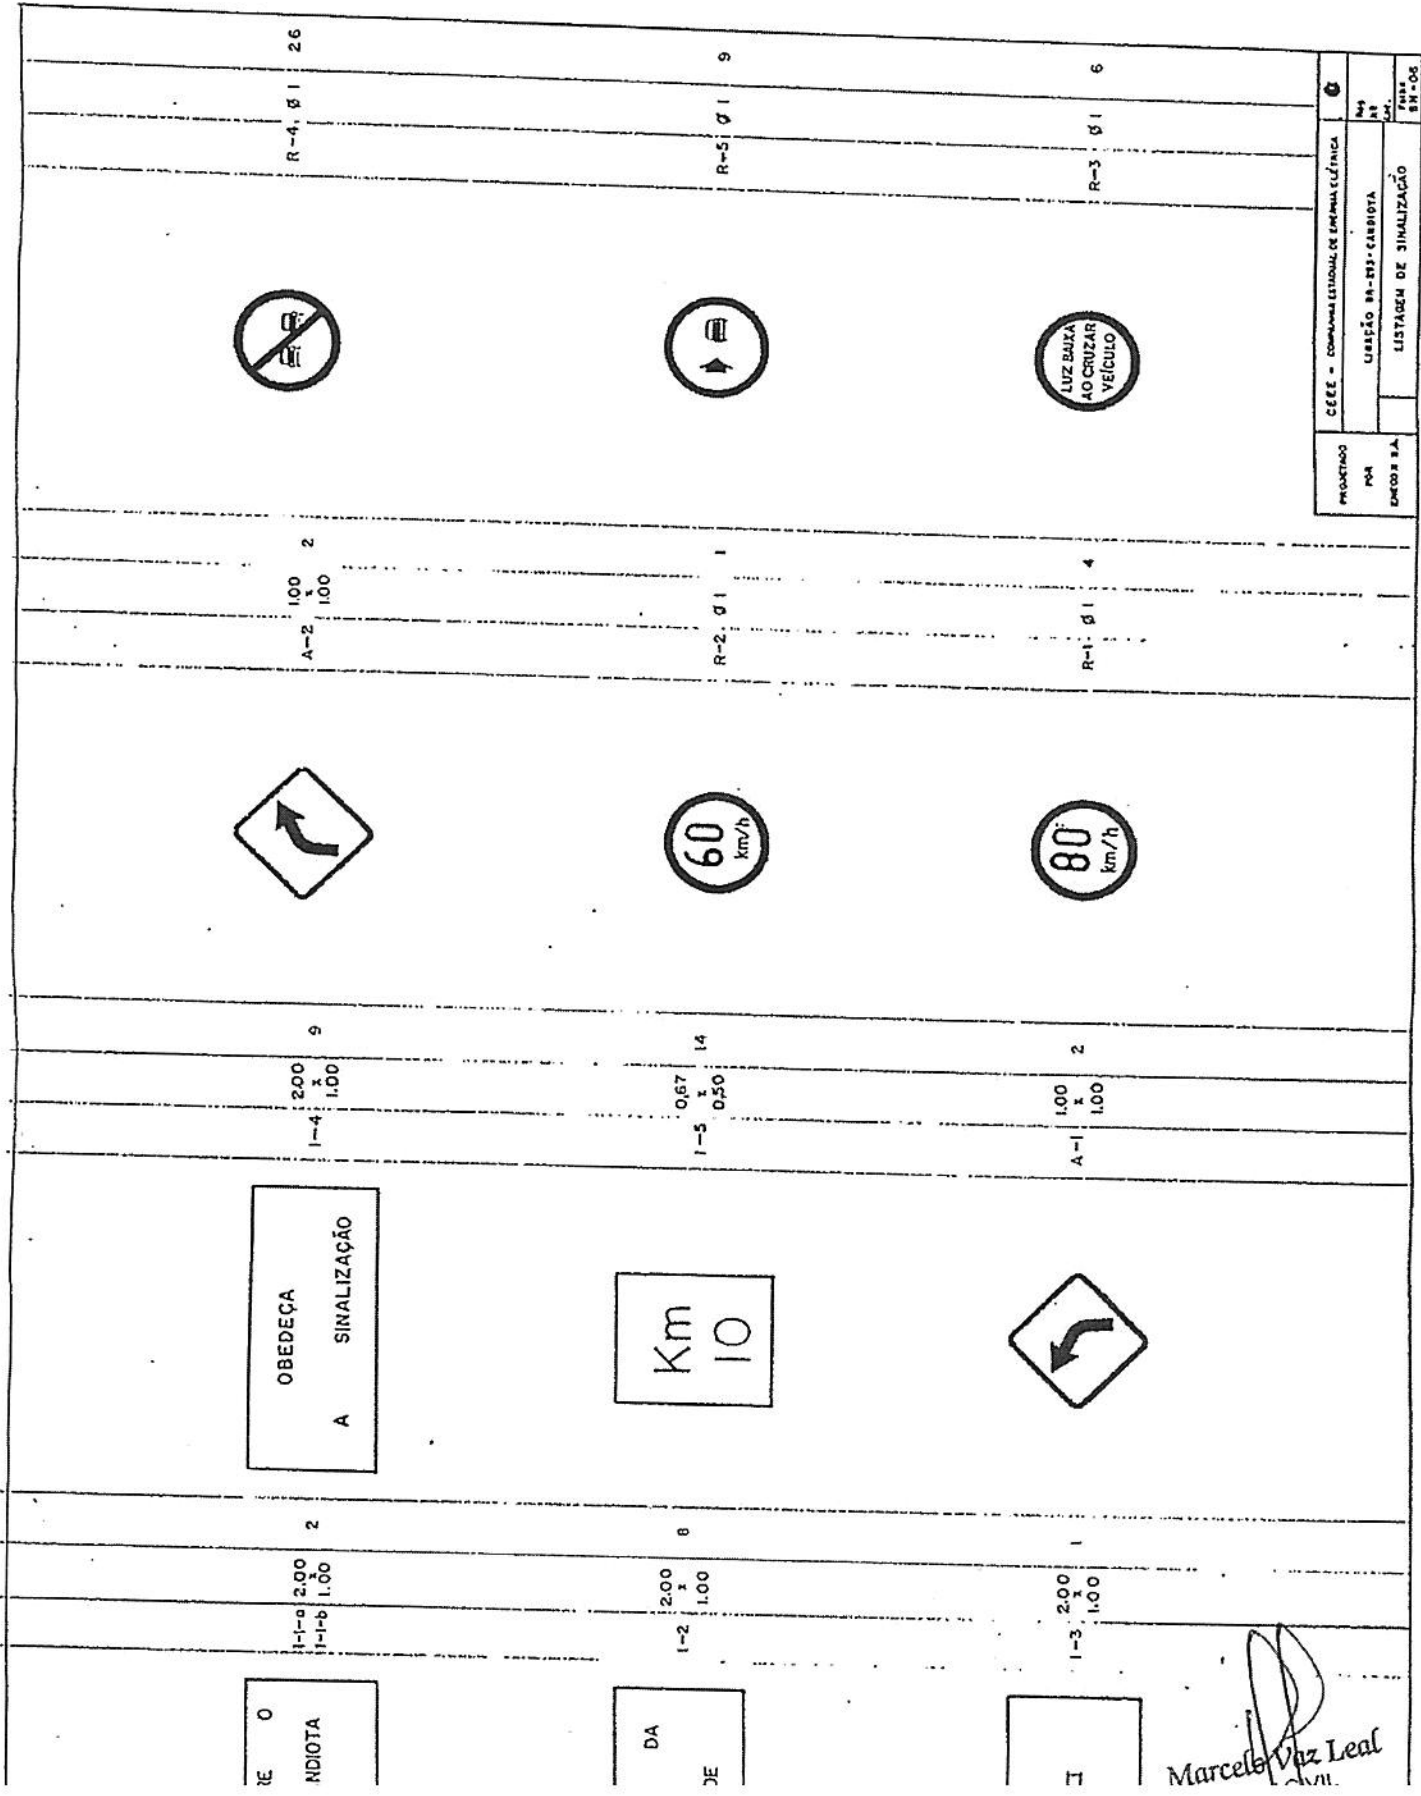 RE O
NDIOTA
I-1-a
I-1-b
2.00
x
1.00
2
OBEDEÇA
A SINALIZAÇÃO
I-4
2.00
x
1.00
9
A-2
1.00
x
1.00
2
R-4
Ø 1
26
DA
DE
I-2
2.00
x
1.00
8
Km
10
I-5
0,67
x
0,50
14
60
km/h
R-2
Ø 1
1
R-5
Ø 1
9
I-3
2.00
x
1.00
1
A-1
1.00
x
1.00
2
80
km/h
R-1
Ø 1
4
LUZ BAIXA
AO CRUZAR
VEÍCULO
R-3
Ø 1
6
PROJETADO
POR
CEEE - COMPANHIA ESTADUAL DE ENERGIA ELÉTRICA
LIGAÇÃO BR-293-CANDIOTA
LISTAGEM DE SINALIZAÇÃO
Marcelo Vaz Leal